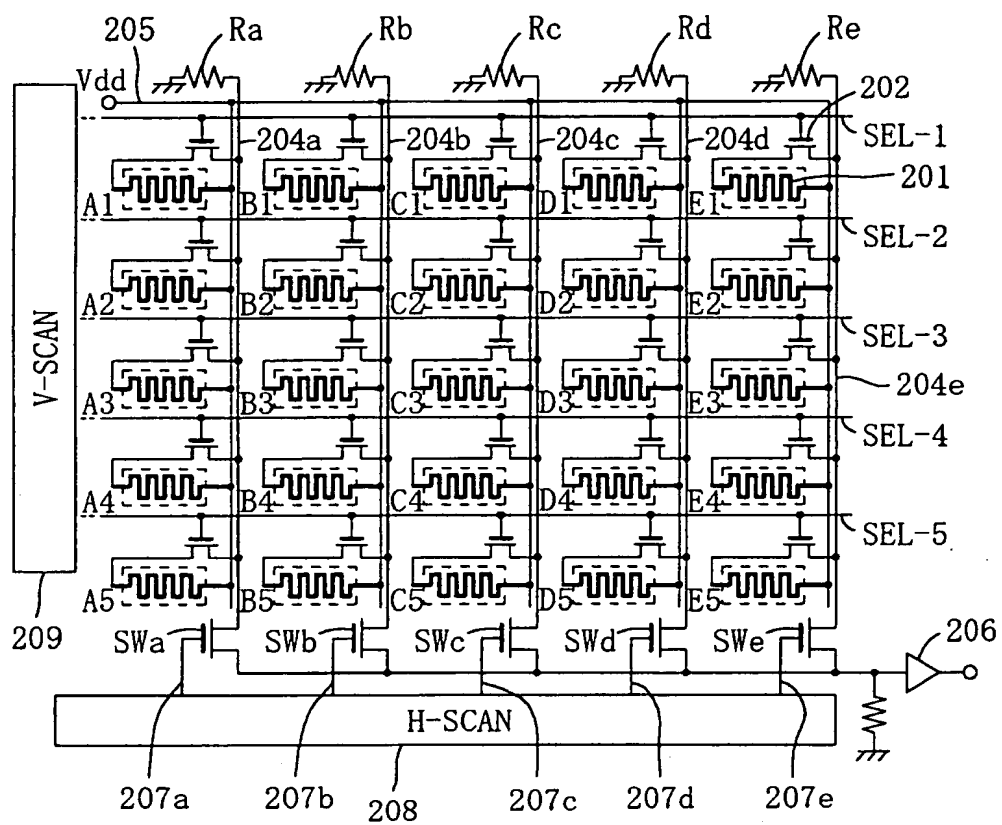 205 Ra Rb Rc Rd Re
Vdd
202
204a 204b 204c 204d SEL-1
201
A1 B1 C1 D1 E1
SEL-2
A2 B2 C2 D2 E2
SEL-3
V-SCAN
A3 B3 C3 D3 E3 204e
SEL-4
A4 B4 C4 D4 E4
SEL-5
A5 B5 C5 D5 E5
209 SWa SWb SWc SWd SWe 206
H-SCAN
207a 207b 208 207c 207d 207e